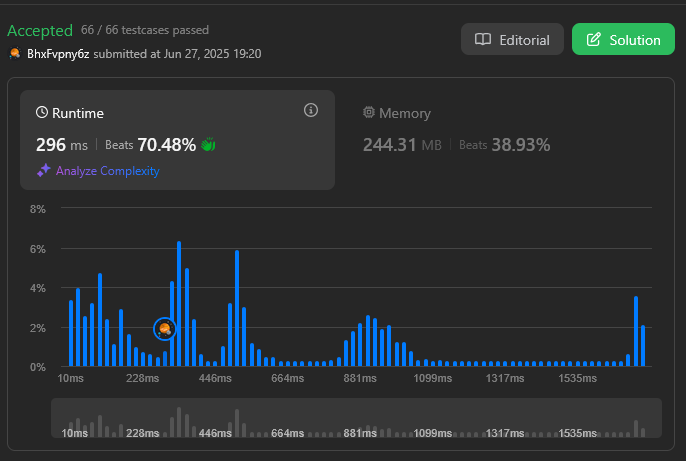 Accepted 66 / 66 testcases passed
BhxFvpny6z submitted at Jun 27, 2025 19:20
Editorial
Solution
Runtime
296 ms | Beats 70.48%
Analyze Complexity
Memory
244.31 MB | Beats 38.93%
8%
6%
4%
2%
0%
10ms 228ms 446ms 664ms 881ms 1099ms 1317ms 1535ms
10ms 228ms 446ms 664ms 881ms 1099ms 1317ms 1535ms